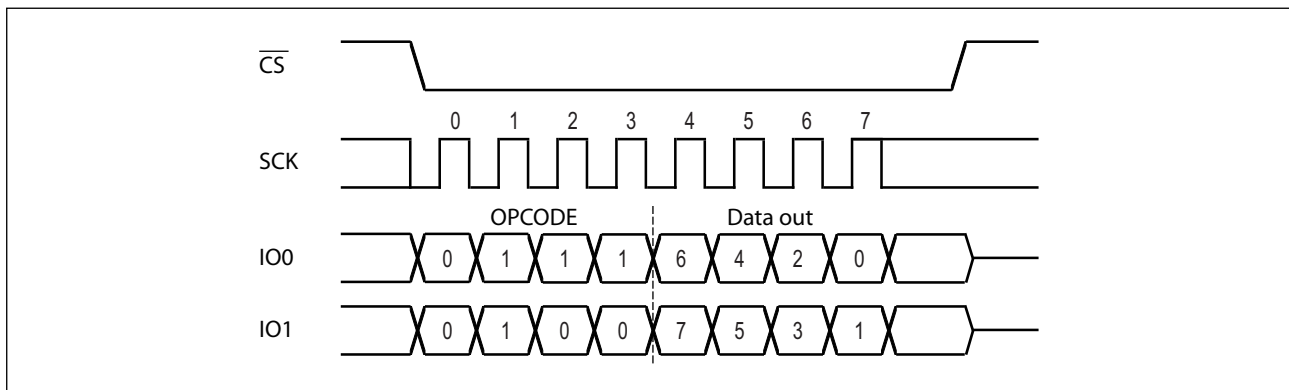 C̅S̅
0 1 2 3 4 5 6 7
SCK
OPCODE Data out
IO0 0 1 1 1 6 4 2 0
IO1 0 1 0 0 7 5 3 1